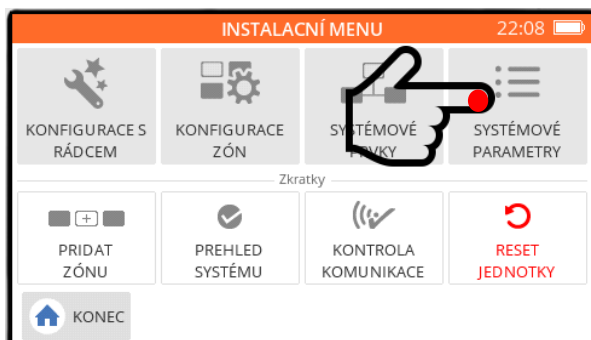 INSTALACNÍ MENU 22:08
KONFIGURACE S
RÁDCEM
KONFIGURACE
ZÓN
SYSTÉMOVÉ
PRVKY
SYSTÉMOVÉ
PARAMETRY
Zkratky
PRIDAT
ZÓNU
PREHLED
SYSTÉMU
KONTROLA
KOMUNIKACE
RESET
JEDNOTKY
KONEC